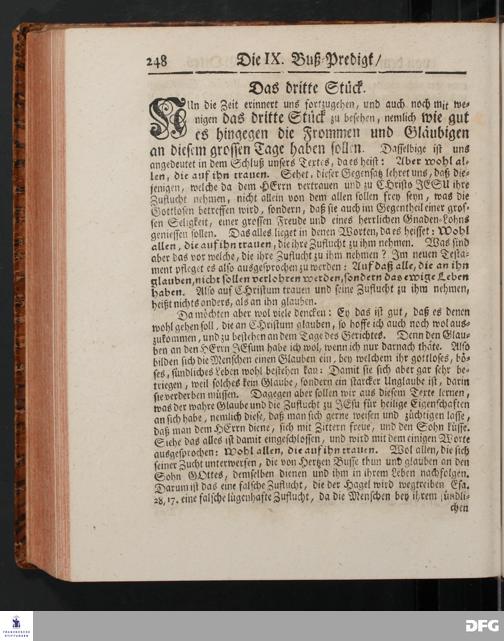 248 Die IX. Buß-Predigt/
Das dritte Stück.
NUn die Zeit erinnert uns fortzugehen, und auch noch mit we-
nigen das dritte Stück zu besehen, nemlich wie gut
es hingegen die Frommen und Gläubigen
an diesem grossen Tage haben sollen. Dasselbige ist uns
angedeutet in dem Schluß unsers Textes, da es heist: Aber wohl al-
len, die auf ihn trauen. Sehet, dieser Gegensatz lehret uns, daß die-
jenigen, welche da dem HErrn vertrauen und zu Christo JESU ihre
Zuflucht nehmen, nicht allein von dem allen sollen frey seyn, was die
Gottlosen betreffen wird, sondern, daß sie auch im Gegentheil einer gros-
sen Seligkeit, einer grossen Freude und eines herrlichen Gnaden-Lohns
geniessen sollen. Das alles lieget in denen Worten, da es heisset: Wohl
allen, die auf ihn trauen, die ihre Zuflucht zu ihm nehmen. Was sind
aber das vor welche, die ihre Zuflucht zu ihm nehmen? Im neuen Testa-
ment pfleget es also ausgesprochen zu werden: Auf daß alle, die an ihn
glauben, nicht sollen verlohren werden, sondern das ewige Leben
haben. Also auf CHristum trauen und seine Zuflucht zu ihm nehmen,
heißt nichts anders, als an ihn glauben.
Da möchten aber wol viele dencken: Ey das ist gut, daß es denen
wohl gehen soll, die an Christum glauben, so hoffe ich auch noch wol aus-
zukommen, und zu bestehen an dem Tage des Gerichtes. Denn den Glau-
ben an den HErrn JEsum habe ich wol, wenn ich nur darnach thäte. Also
bilden sich die Menschen einen Glauben ein, bey welchem ihr gottloses, bö-
ses, sündliches Leben wohl bestehen kan: Damit sie sich aber gar sehr be-
triegen, weil solches kein Glaube, sondern ein starcker Unglaube ist, darin
sie verderben müssen. Dagegen aber sollen wir aus diesem Texte lernen,
was der wahre Glaube und die Zuflucht zu JEsu für heilige Eigenschaften
an sich habe, nemlich diese, daß man sich gerne weisen und züchtigen lasse,
daß man dem HErrn diene, sich mit Zittern freue, und den Sohn küsse.
Siehe das alles ist damit eingeschlossen, und wird mit dem einigen Worte
ausgesprochen: Wohl allen, die auf ihn trauen. Wol allen, die sich
seiner Zucht unterwerfen, die von Hertzen Busse thun und glauben an den
Sohn GOttes, demselben dienen und ihm in ihrem Leben nachfolgen.
Darum ist das eine falsche Zuflucht, die der Hagel wird wegtreiben Esa.
28, 17. eine falsche lügenhafte Zuflucht, da die Menschen bey ihrem sündli-
chen
FRANCKESCHE
STIFTUNGEN
DFG